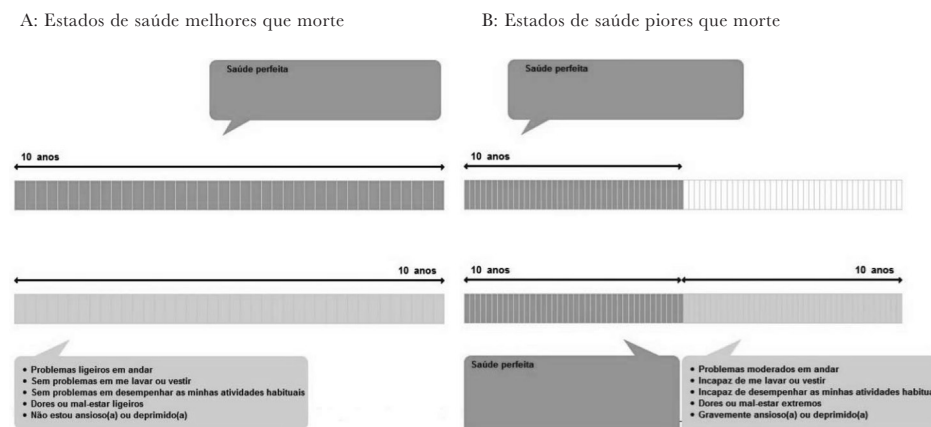 A: Estados de saúde melhores que morte
Saúde perfeita
10 anos
10 anos
• Problemas ligeiros em andar
• Sem problemas em me lavar ou vestir
• Sem problemas em desempenhar as minhas atividades habituais
• Dores ou mal-estar ligeiros
• Não estou ansioso(a) ou deprimido(a)
B: Estados de saúde piores que morte
Saúde perfeita
10 anos
10 anos
10 anos
Saúde perfeita
• Problemas moderados em andar
• Incapaz de me lavar ou vestir
• Incapaz de desempenhar as minhas atividades habitua
• Dores ou mal-estar extremos
• Gravemente ansioso(a) ou deprimido(a)